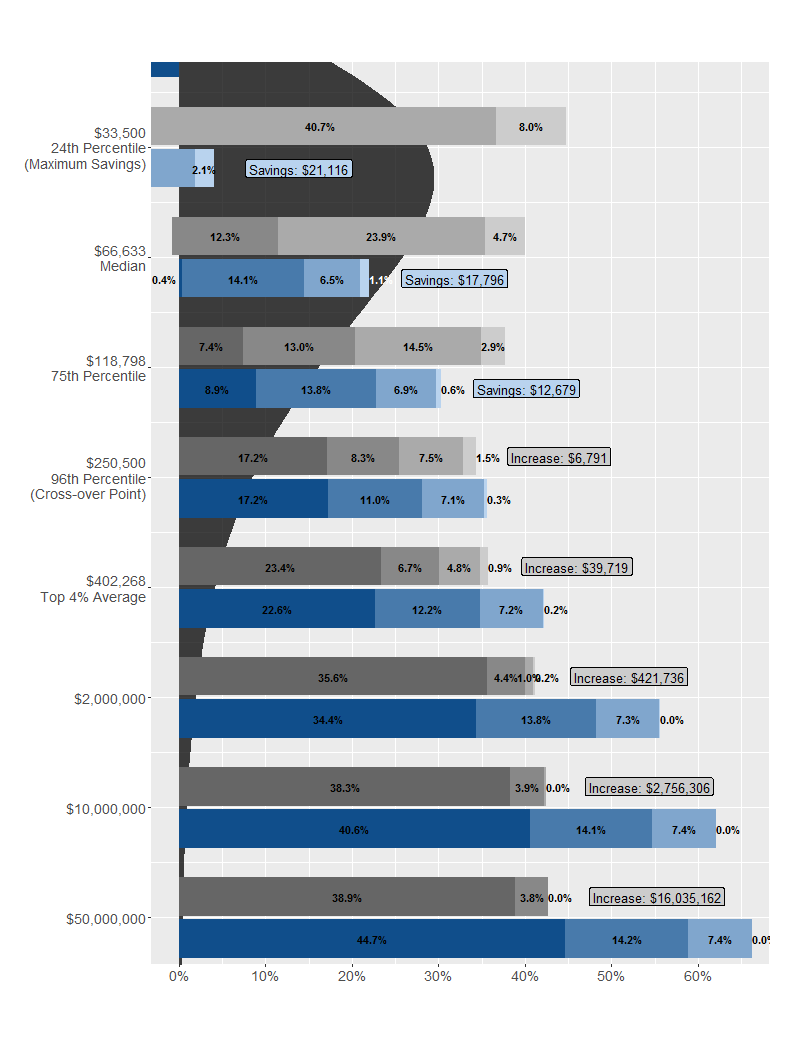 40.7% 8.0%
$33,500
24th Percentile
(Maximum Savings)
2.1% Savings: $21,116
12.3% 23.9% 4.7%
$66,633
Median
0.4% 14.1% 6.5% 1.1% Savings: $17,796
7.4% 13.0% 14.5% 2.9%
$118,798
75th Percentile
8.9% 13.8% 6.9% 0.6% Savings: $12,679
17.2% 8.3% 7.5% 1.5% Increase: $6,791
$250,500
96th Percentile
(Cross-over Point)
17.2% 11.0% 7.1% 0.3%
23.4% 6.7% 4.8% 0.9% Increase: $39,719
$402,268
Top 4% Average
22.6% 12.2% 7.2% 0.2%
35.6% 4.4% 1.0% 0.2% Increase: $421,736
$2,000,000
34.4% 13.8% 7.3% 0.0%
38.3% 3.9% 0.0% Increase: $2,756,306
$10,000,000
40.6% 14.1% 7.4% 0.0%
38.9% 3.8% 0.0% Increase: $16,035,162
$50,000,000
44.7% 14.2% 7.4% 0.0%
0% 10% 20% 30% 40% 50% 60%